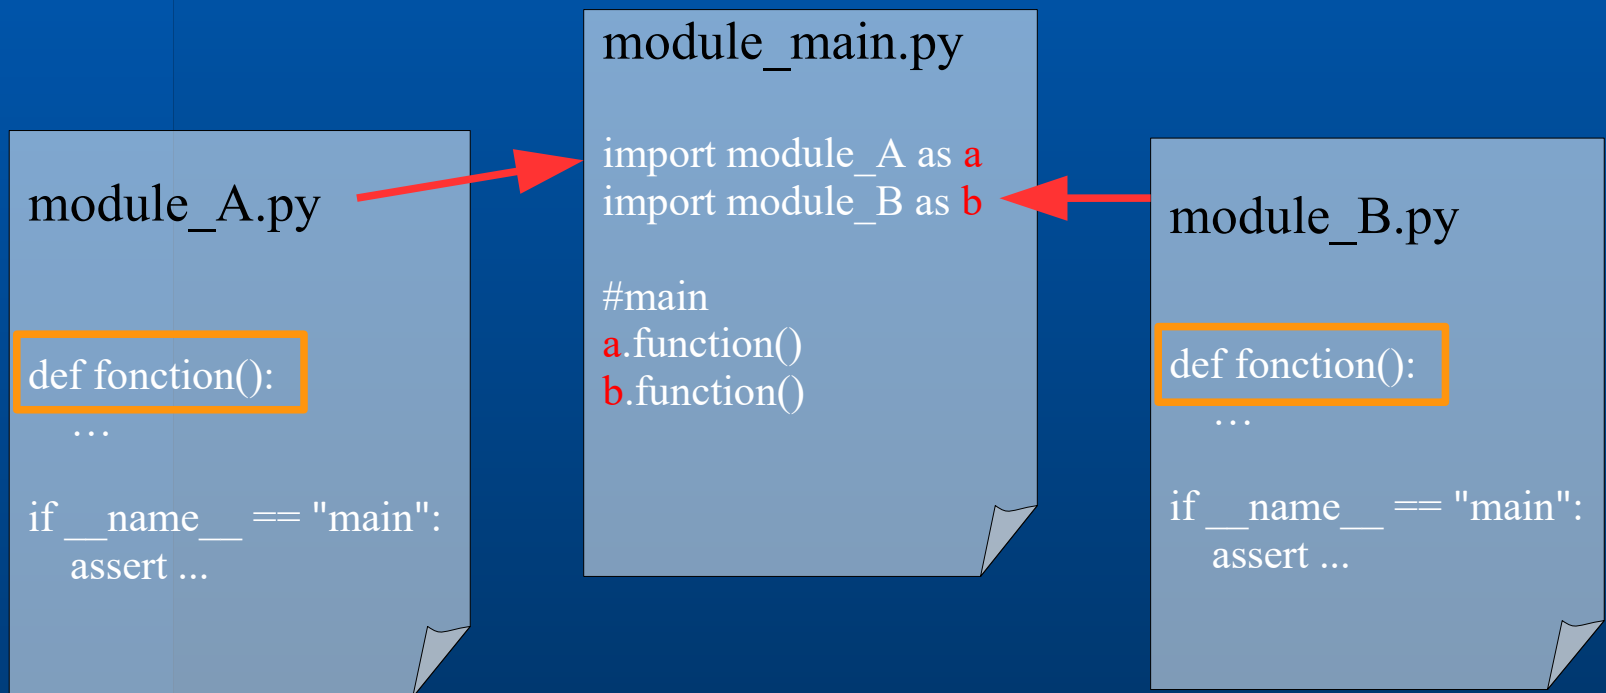 module_A.py
def fonction():
…
if __name__ == "main":
assert ...
module_main.py
import module_A as a
import module_B as b
#main
a.function()
b.function()
module_B.py
def fonction():
…
if __name__ == "main":
assert ...